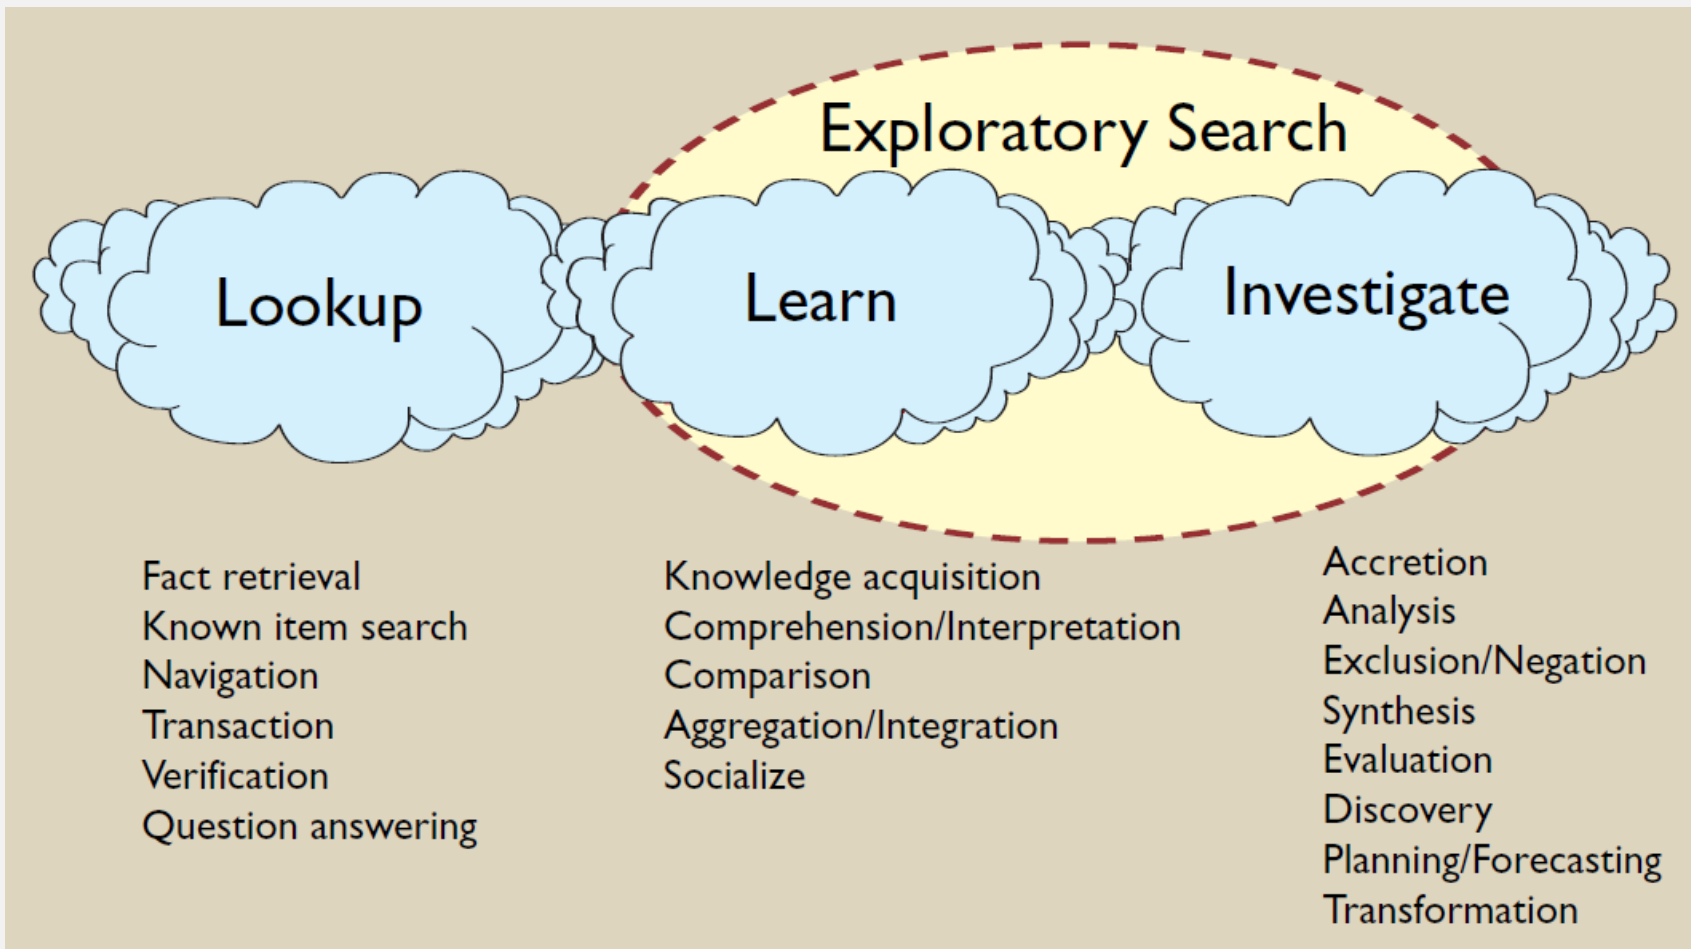 Exploratory Search
Lookup
Learn
Investigate
Fact retrieval
Known item search
Navigation
Transaction
Verification
Question answering
Knowledge acquisition
Comprehension/Interpretation
Comparison
Aggregation/Integration
Socialize
Accretion
Analysis
Exclusion/Negation
Synthesis
Evaluation
Discovery
Planning/Forecasting
Transformation